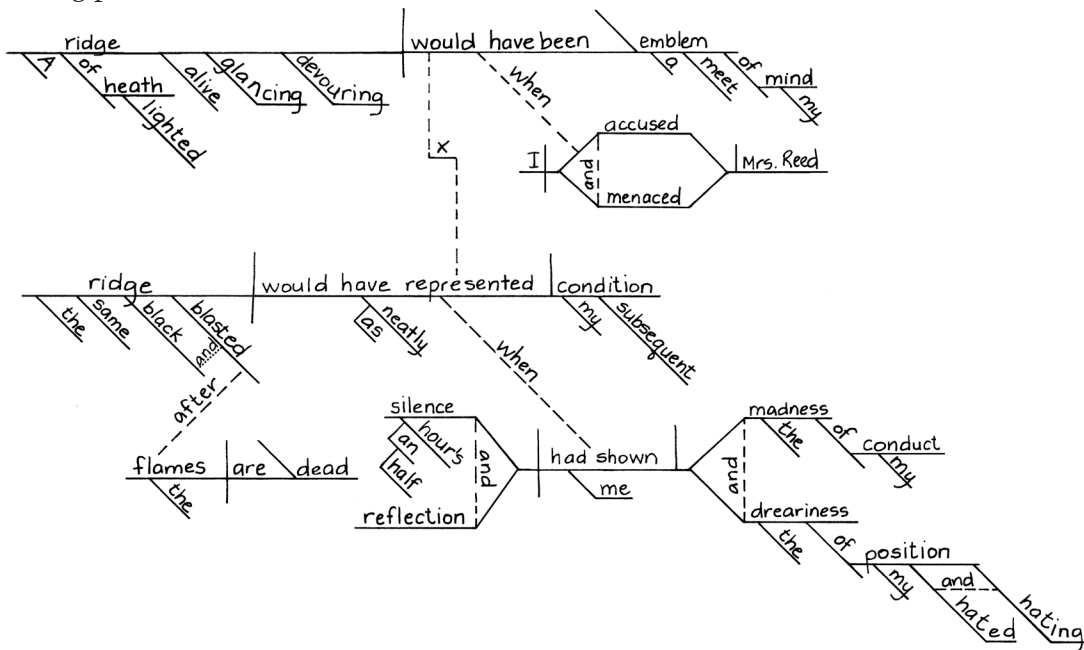 ridge would have been emblem
A of heath lighted alive glancing devouring
when
a meet of mind my
x
I accused and menaced Mrs. Reed
ridge would have represented condition
the same black and blasted
as neatly
when
my subsequent
after
flames are dead
the
silence
an hour's
half
and
reflection
had shown
me
madness
the of conduct
my
and
dreariness
the of position
my and hated hating